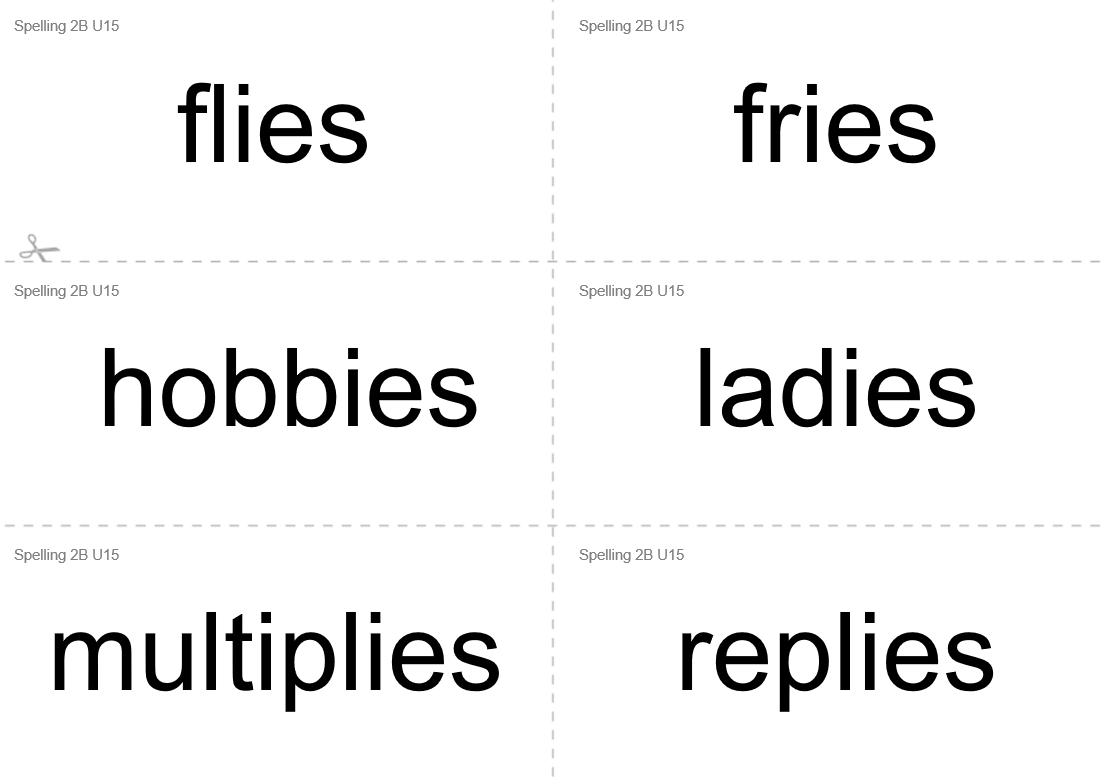 Spelling 2B U15
flies
Spelling 2B U15
fries
Spelling 2B U15
hobbies
Spelling 2B U15
ladies
Spelling 2B U15
multiplies
Spelling 2B U15
replies